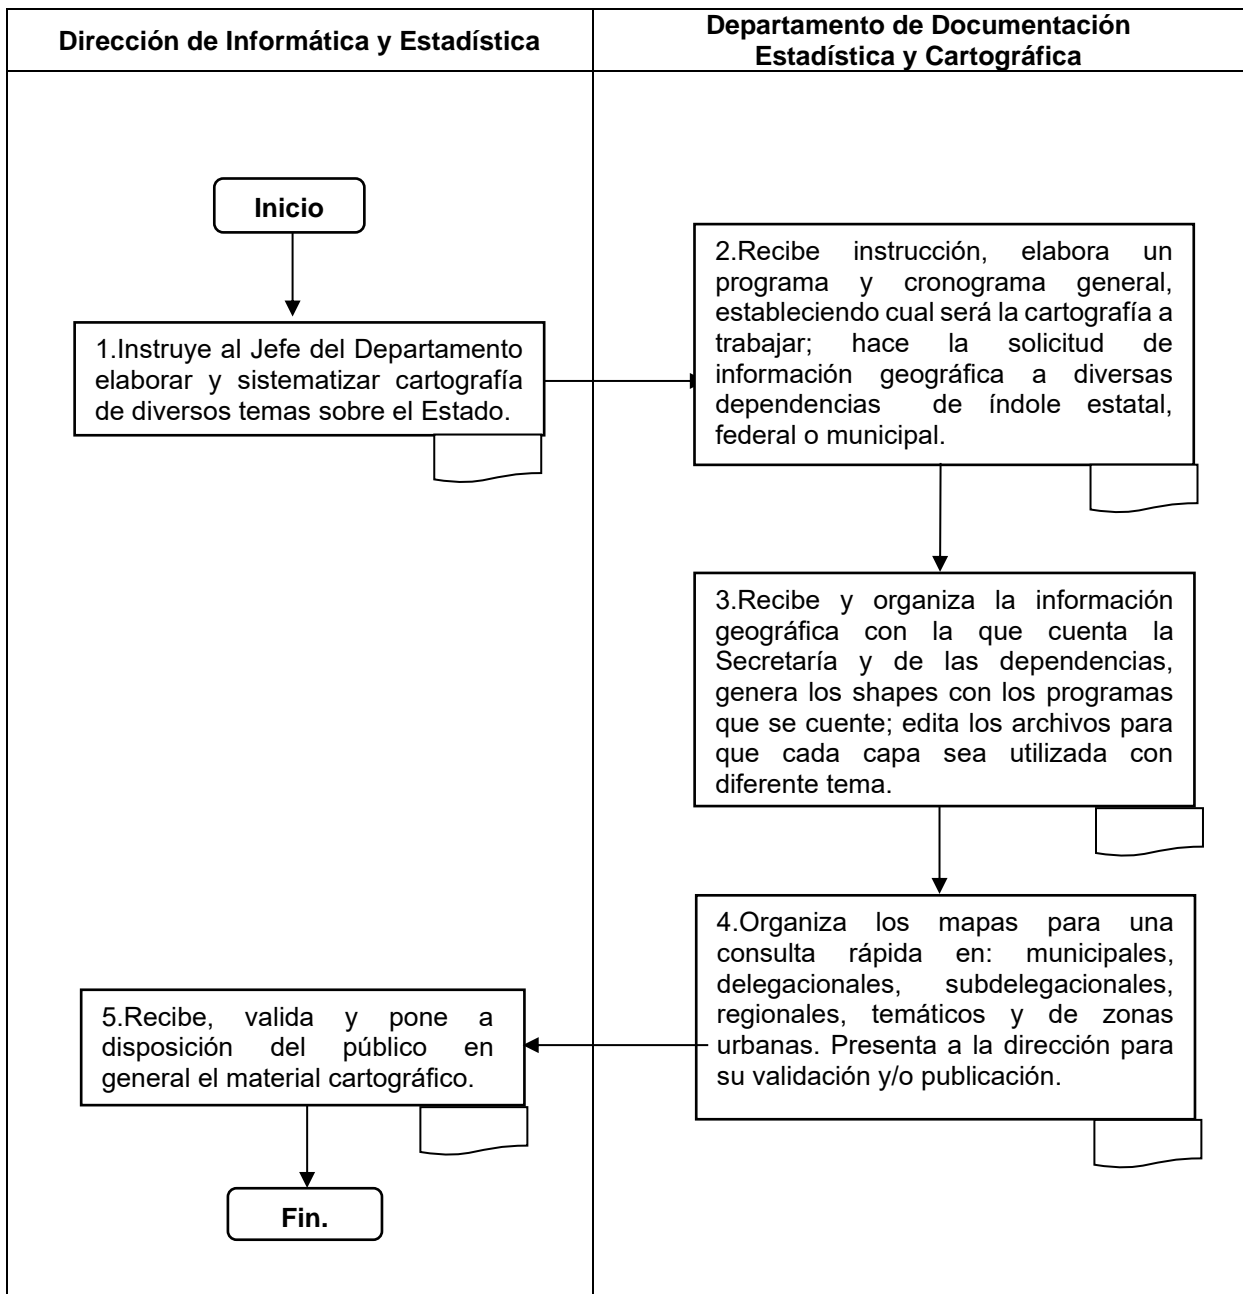 Dirección de Informática y Estadística
Departamento de Documentación
Estadística y Cartográfica
Inicio
1.Instruye al Jefe del Departamento
elaborar y sistematizar cartografía
de diversos temas sobre el Estado.
2.Recibe instrucción, elabora un
programa y cronograma general,
estableciendo cual será la cartografía a
trabajar; hace la solicitud de
información geográfica a diversas
dependencias de índole estatal,
federal o municipal.
3.Recibe y organiza la información
geográfica con la que cuenta la
Secretaría y de las dependencias,
genera los shapes con los programas
que se cuente; edita los archivos para
que cada capa sea utilizada con
diferente tema.
4.Organiza los mapas para una
consulta rápida en: municipales,
delegacionales, subdelegacionales,
regionales, temáticos y de zonas
urbanas. Presenta a la dirección para
su validación y/o publicación.
5.Recibe, valida y pone a
disposición del público en
general el material cartográfico.
Fin.